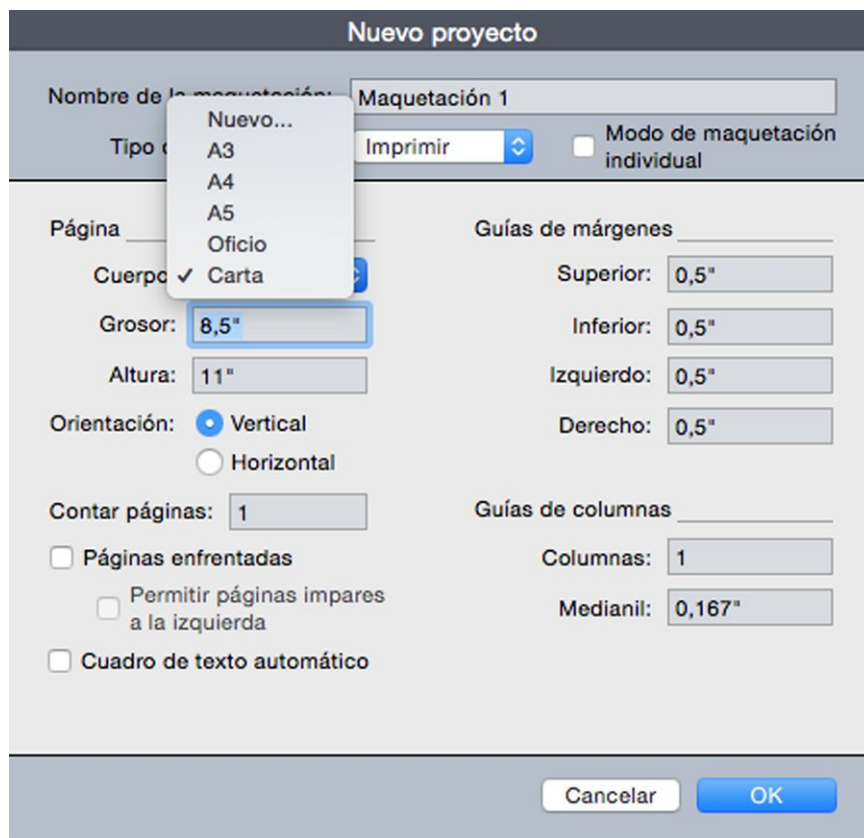 Nuevo proyecto
Nombre de la maquetación: Maquetación 1
Nuevo...
A3
A4
A5
Oficio
✓ Carta
Tipo Imprimir
Modo de maquetación
individual
Página
Cuerpo
Grosor: 8,5"
Altura: 11"
Orientación: Vertical
Horizontal
Contar páginas: 1
Páginas enfrentadas
Permitir páginas impares
a la izquierda
Cuadro de texto automático
Guías de márgenes
Superior: 0,5"
Inferior: 0,5"
Izquierdo: 0,5"
Derecho: 0,5"
Guías de columnas
Columnas: 1
Medianil: 0,167"
Cancelar
OK